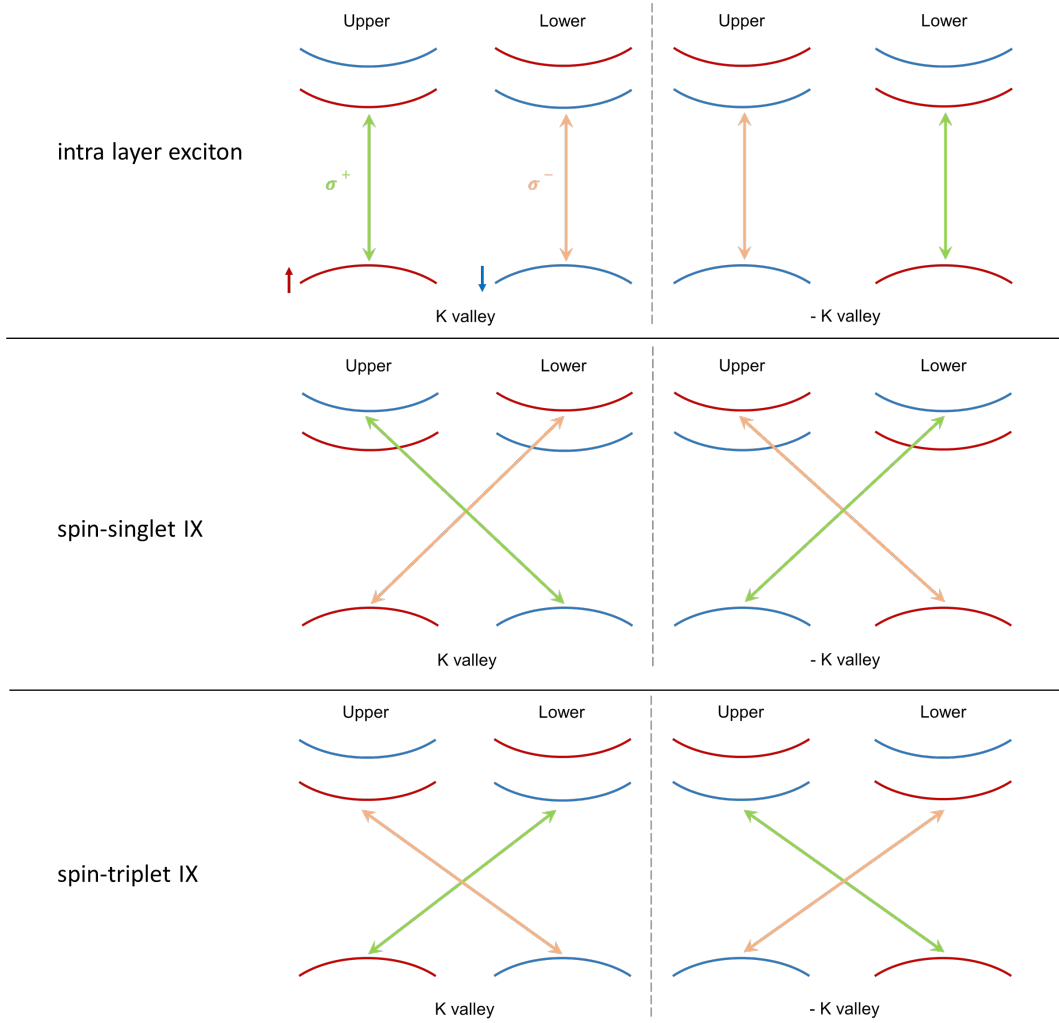 Upper Lower Upper Lower
intra layer exciton
σ⁺ σ⁻
K valley - K valley
Upper Lower Upper Lower
spin-singlet IX
K valley - K valley
Upper Lower Upper Lower
spin-triplet IX
K valley - K valley